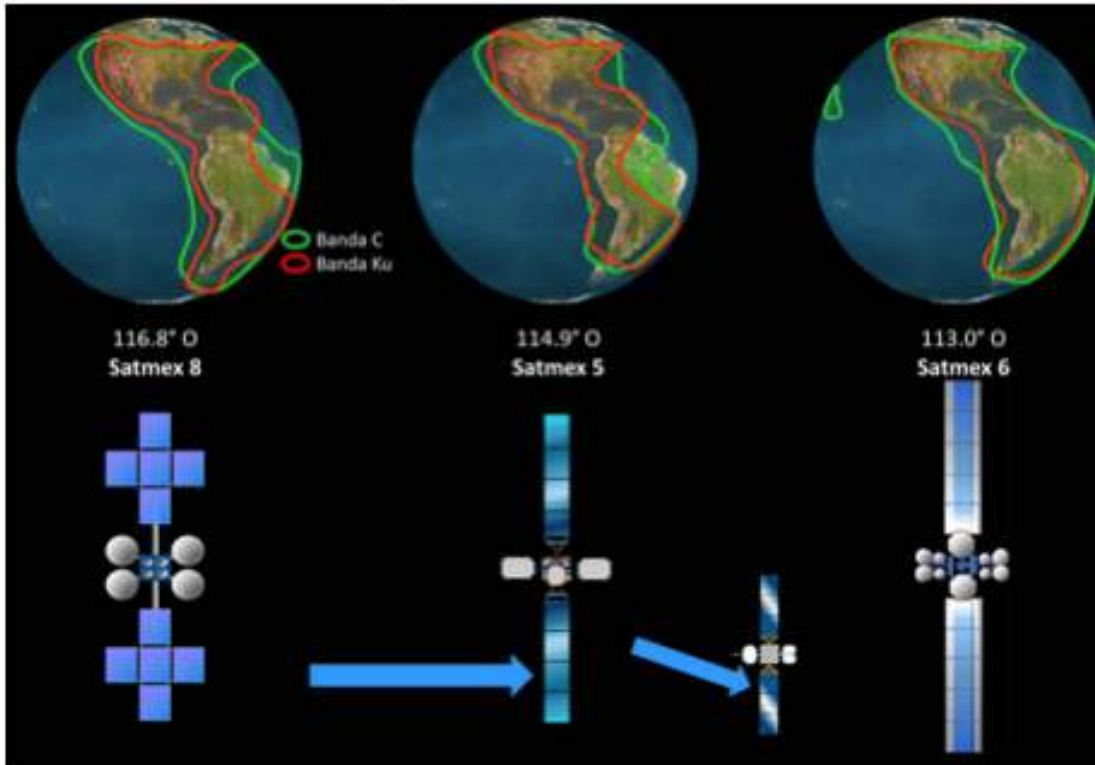 Banda C
Banda Ku
116.8° O
Satmex 8
114.9° O
Satmex 5
113.0° O
Satmex 6